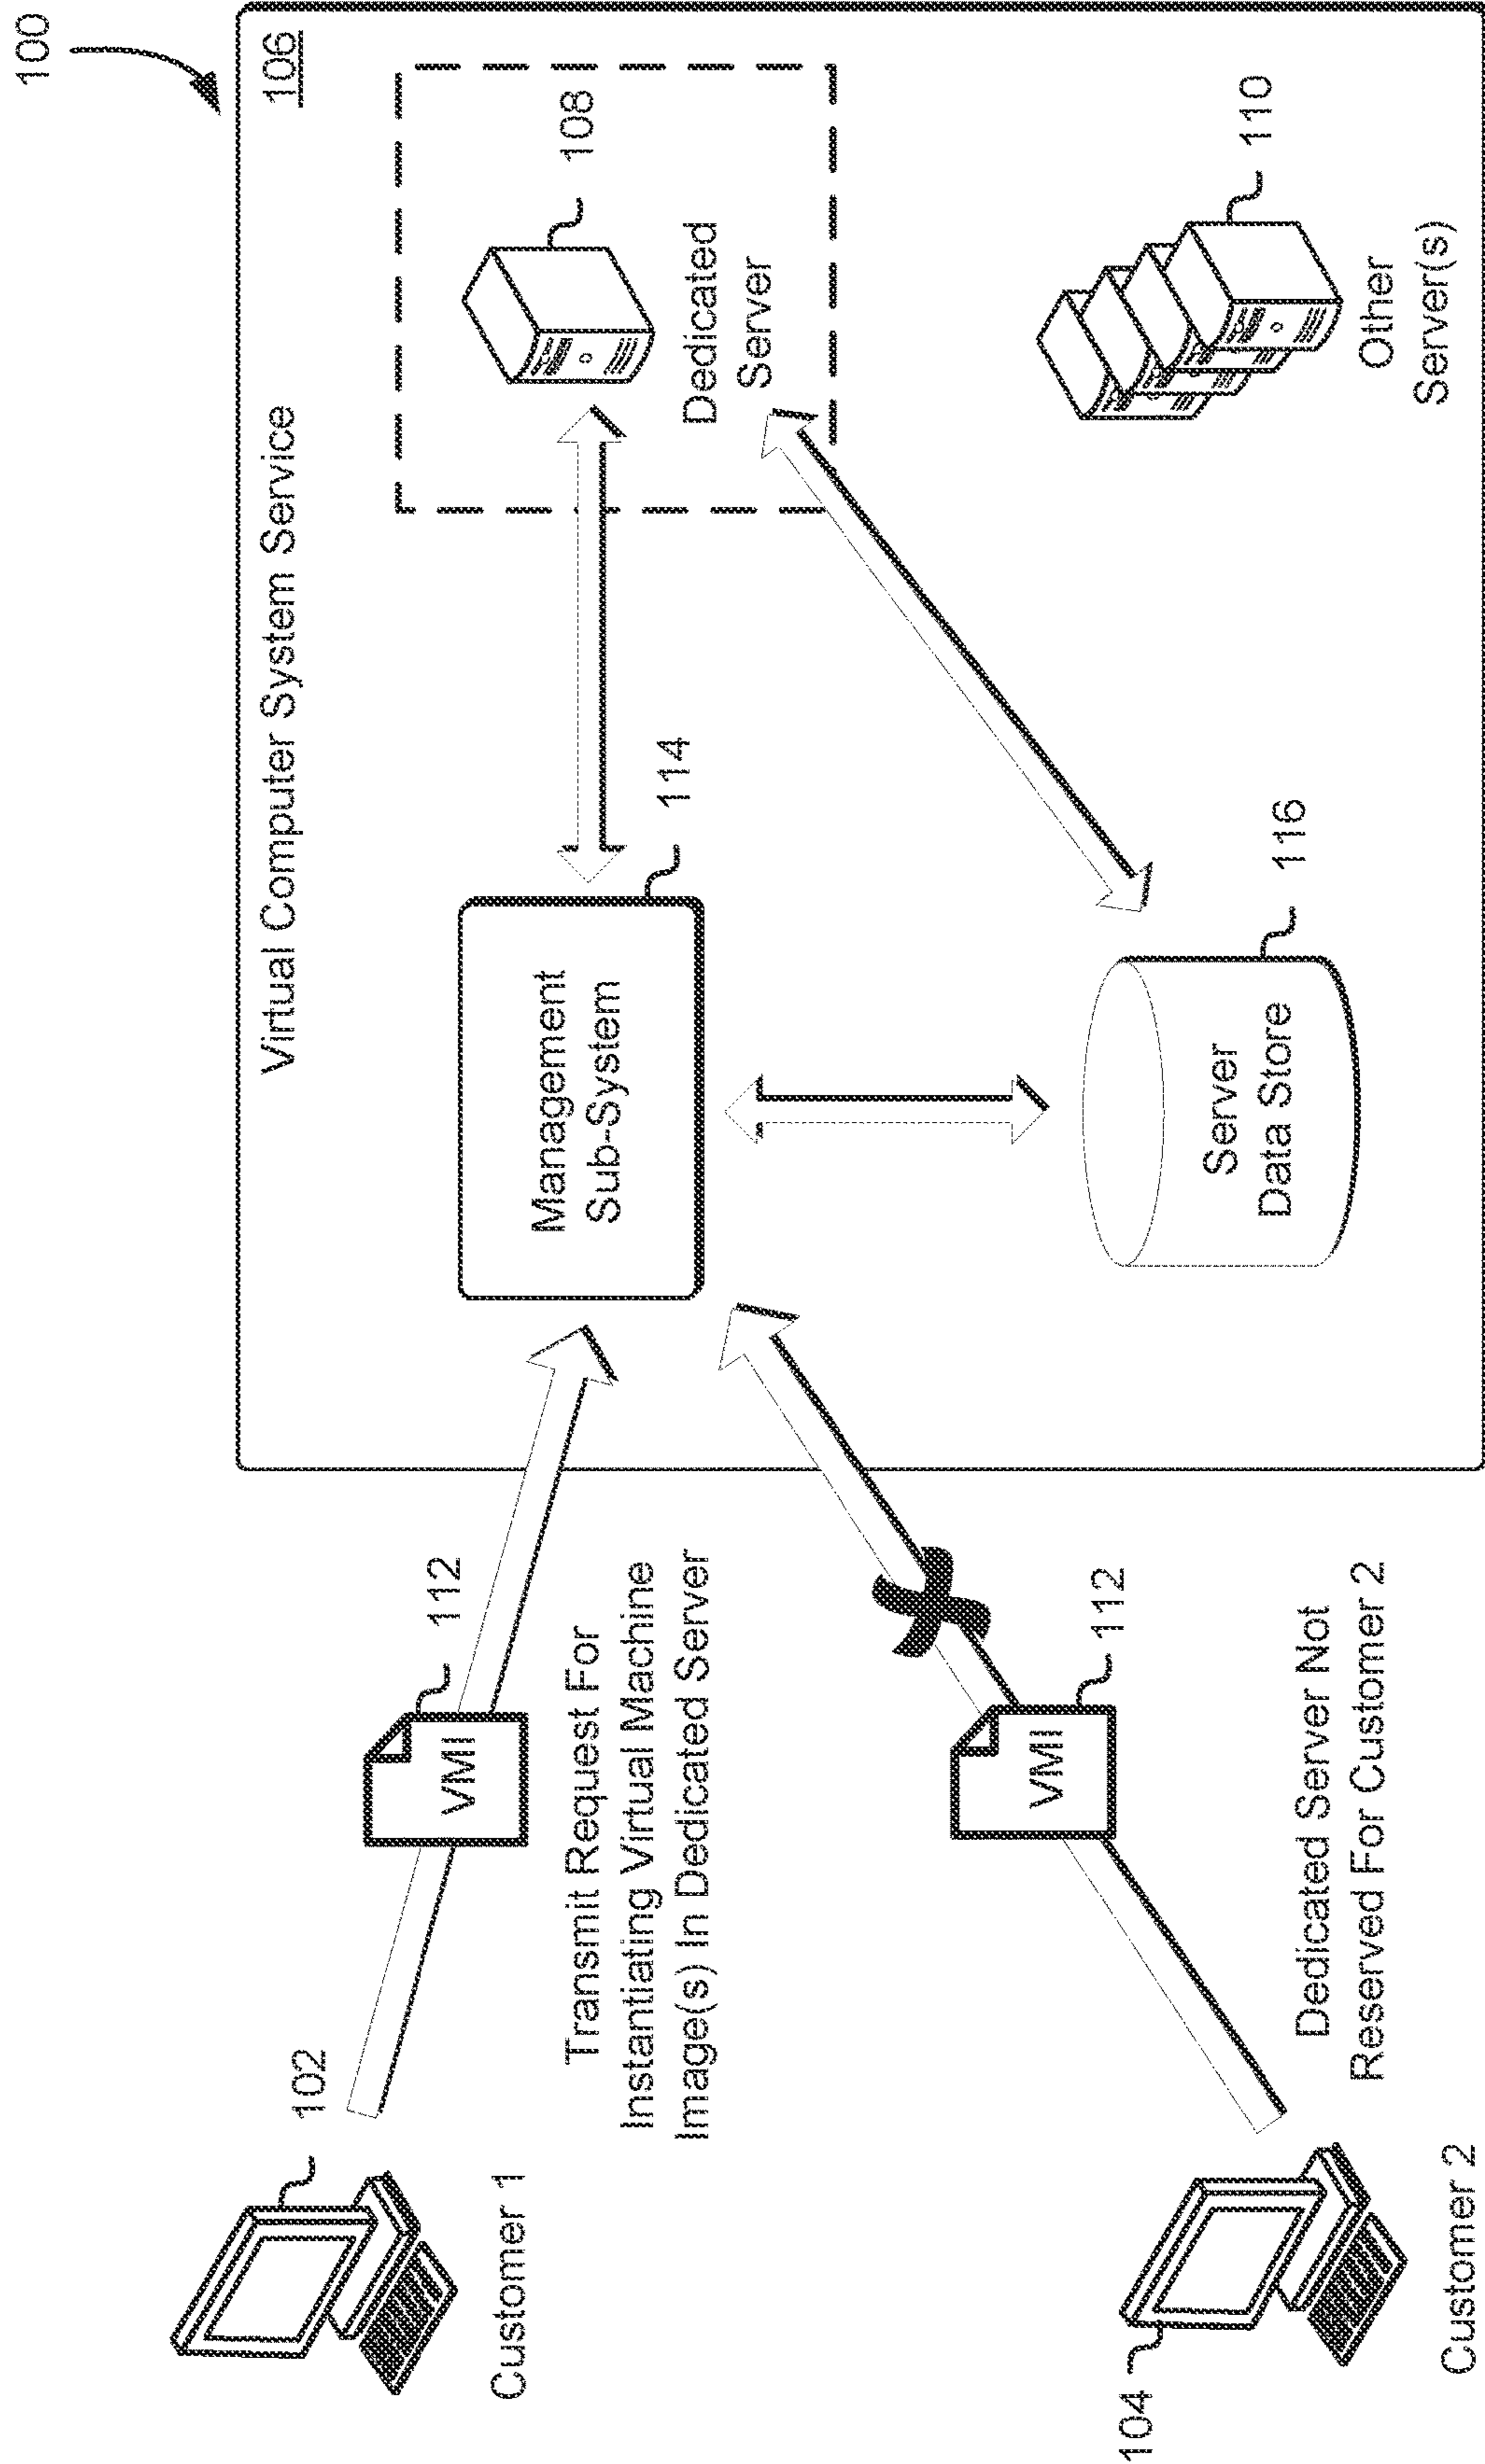 100
Virtual Computer System Service
106
102
Customer 1
112
VMI
Transmit Request For
Instantiating Virtual Machine
Image(s) In Dedicated Server
Management
Sub-System
114
108
Dedicated
Server
104
Customer 2
112
VMI
Dedicated Server Not
Reserved For Customer 2
Server
Data Store
116
110
Other
Server(s)